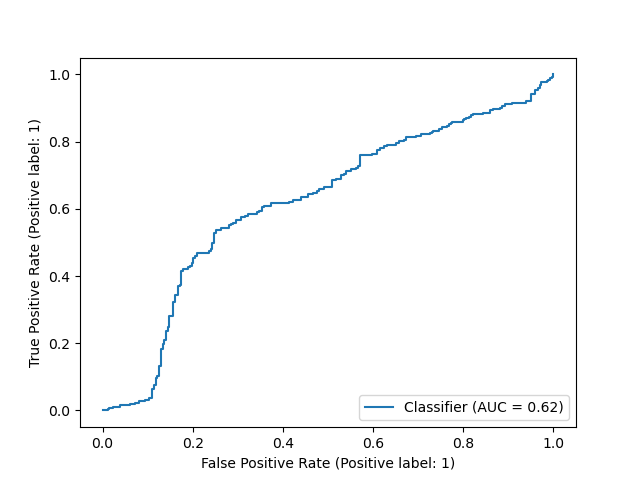 1.0
0.8
0.6
0.4
0.2
0.0
True Positive Rate (Positive label: 1)
Classifier (AUC = 0.62)
0.0 0.2 0.4 0.6 0.8 1.0
False Positive Rate (Positive label: 1)